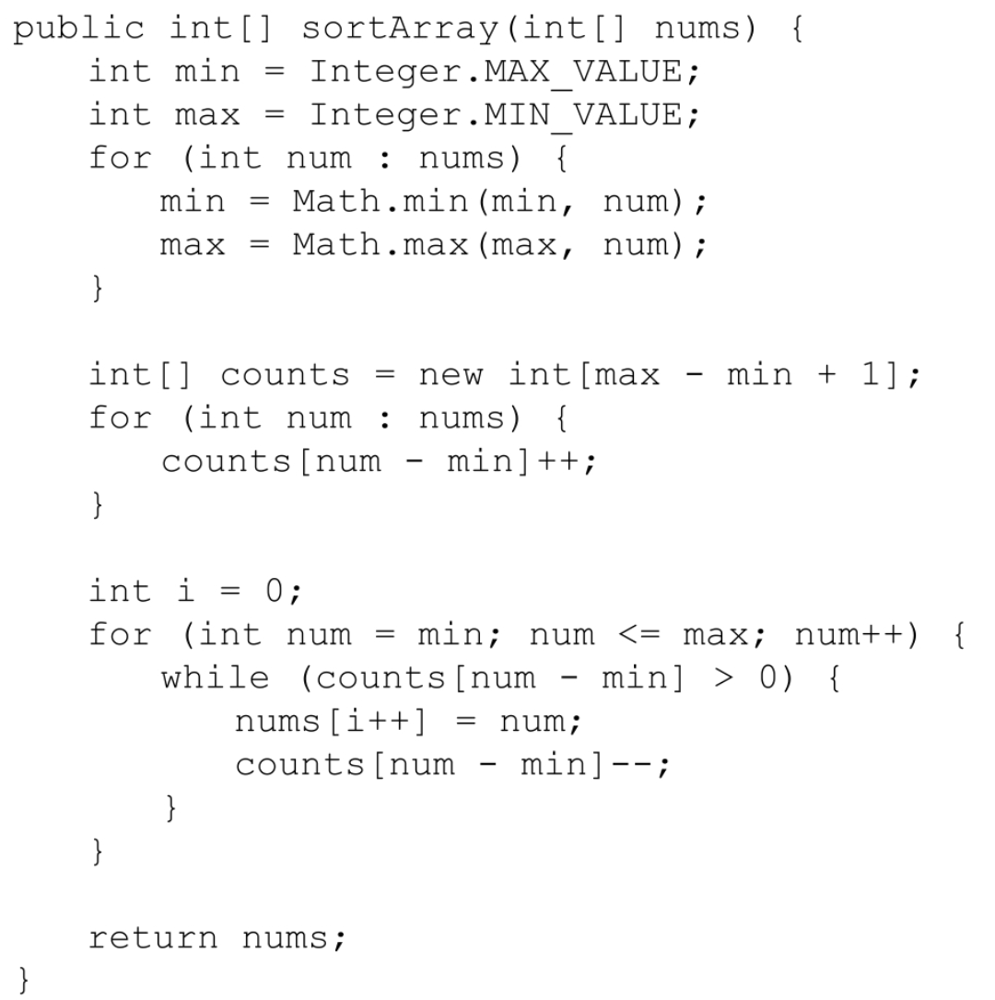 public int[] sortArray(int[] nums) {
    int min = Integer.MAX_VALUE;
    int max = Integer.MIN_VALUE;
    for (int num : nums) {
        min = Math.min(min, num);
        max = Math.max(max, num);
    }

    int[] counts = new int[max - min + 1];
    for (int num : nums) {
        counts[num - min]++;
    }

    int i = 0;
    for (int num = min; num <= max; num++) {
        while (counts[num - min] > 0) {
            nums[i++] = num;
            counts[num - min]--;
        }
    }

    return nums;
}